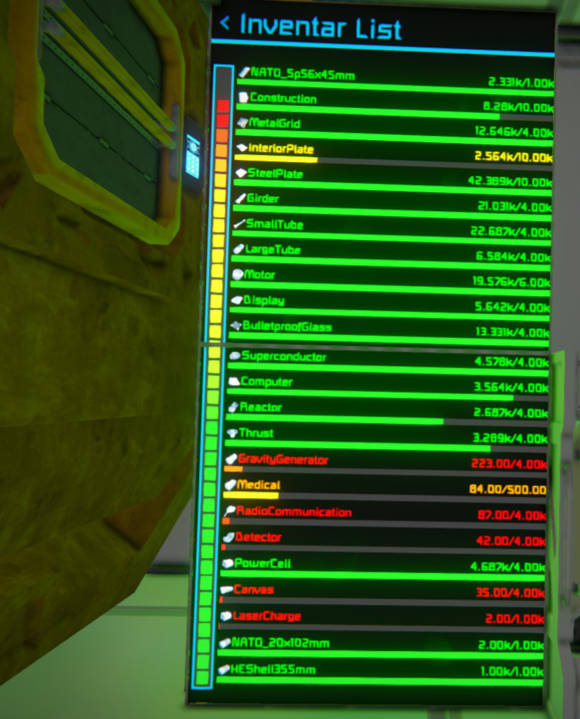 < Inventar List
NATO_5p56x45mm 2.331k/1.00k
Construction 8.28k/10.00k
MetalGrid 12.646k/4.00k
InteriorPlate 2.564k/10.00k
SteelPlate 42.389k/10.00k
Girder 21.031k/4.00k
SmallTube 22.687k/4.00k
LargeTube 6.584k/4.00k
Motor 19.576k/6.00k
Display 5.642k/4.00k
BulletproofGlass 13.331k/4.00k
Superconductor 4.578k/4.00k
Computer 3.564k/4.00k
Reactor 2.687k/4.00k
Thrust 3.289k/4.00k
GravityGenerator 223.00/4.00k
Medical 84.00/500.00
RadioCommunication 87.00/4.00k
Detector 42.00/4.00k
PowerCell 4.687k/4.00k
Canvas 35.00/4.00k
LaserCharge 2.00/1.00k
NATO_20x102mm 2.00k/1.00k
HEShell355mm 1.00k/1.00k